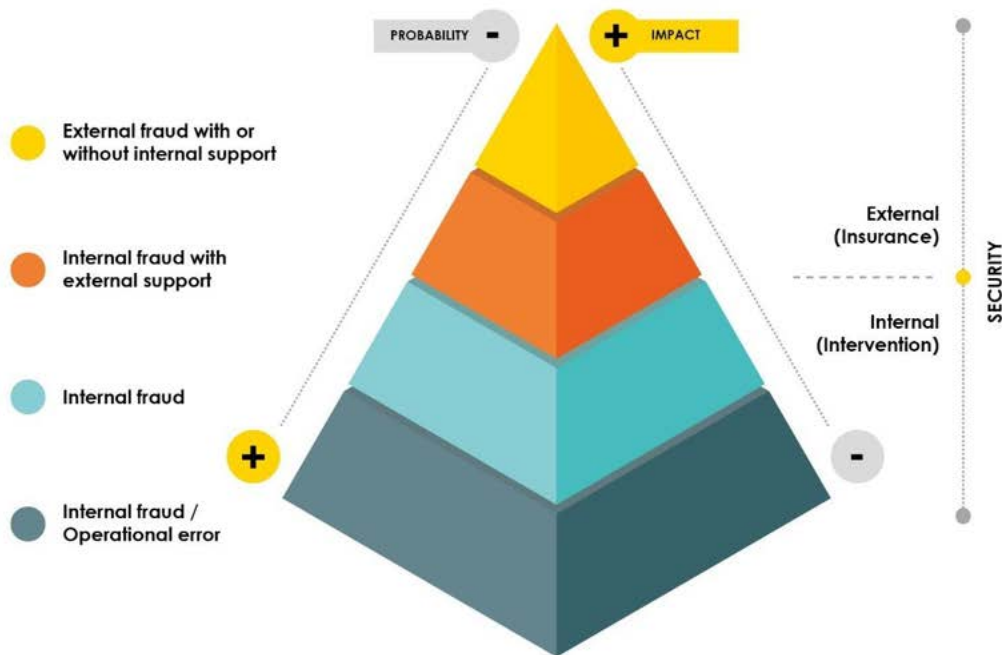 PROBABILITY -
+ IMPACT
External fraud with or
without internal support
Internal fraud with
external support
Internal fraud
Internal fraud /
Operational error
+
-
External
(Insurance)
Internal
(Intervention)
SECURITY